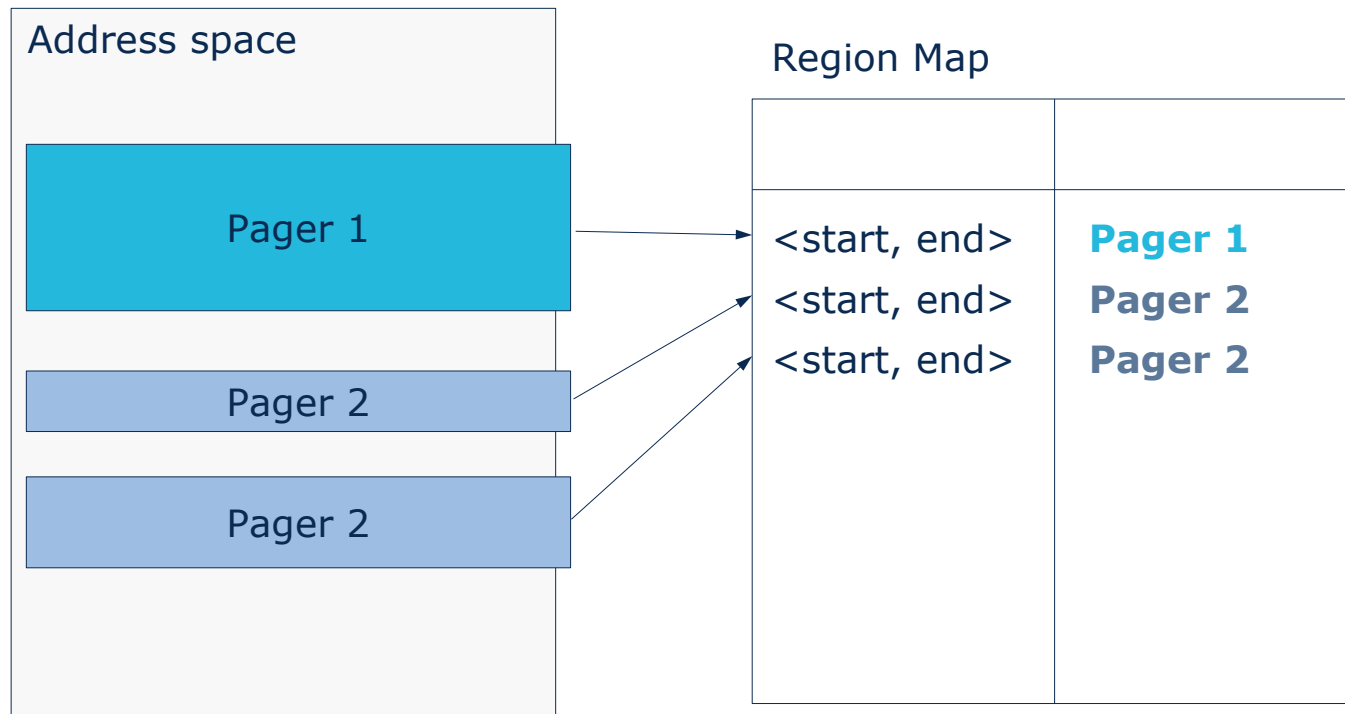 Address space
Pager 1
Pager 2
Pager 2
Region Map
<start, end> Pager 1
<start, end> Pager 2
<start, end> Pager 2